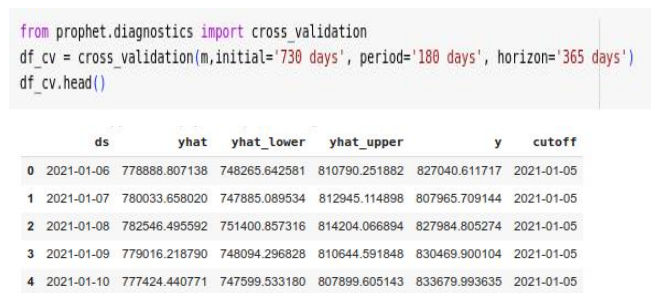 from prophet.diagnostics import cross_validation
df_cv = cross_validation(m,initial='730 days', period='180 days', horizon='365 days')
df_cv.head()
ds yhat yhat_lower yhat_upper y cutoff
0 2021-01-06 778888.807138 748265.642581 810790.251882 827040.611717 2021-01-05
1 2021-01-07 780033.658020 747885.089534 812945.114898 807965.709144 2021-01-05
2 2021-01-08 782546.495592 751400.857316 814204.066894 827984.805274 2021-01-05
3 2021-01-09 779016.218790 748094.296828 810644.591848 830469.900104 2021-01-05
4 2021-01-10 777424.440771 747599.533180 807899.605143 833679.993635 2021-01-05